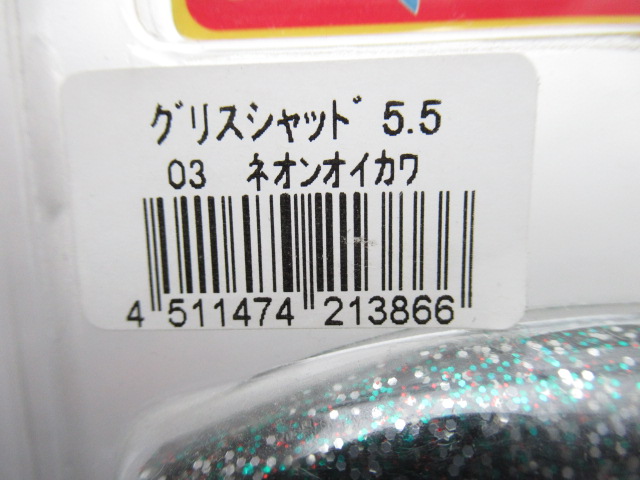 ｸﾞﾘｽｼｬｯﾄﾞ 5.5
03 ﾈｵﾝｵｲｶﾜ
4 511474 213866